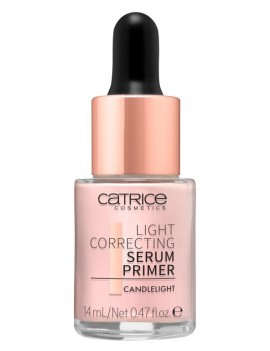 CATRICE
COSMETICS
LIGHT
CORRECTING
SERUM
PRIMER
CANDLELIGHT
14 mL/Net 0.47 fl oz. ℮